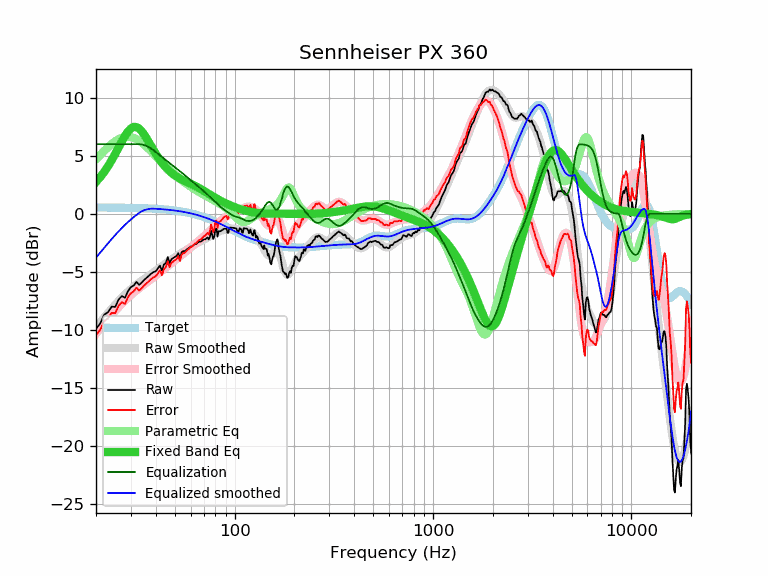 Sennheiser PX 360
Amplitude (dBr)
10
5
0
−5
−10
−15
−20
−25
Target
Raw Smoothed
Error Smoothed
Raw
Error
Parametric Eq
Fixed Band Eq
Equalization
Equalized smoothed
100 1000 10000
Frequency (Hz)